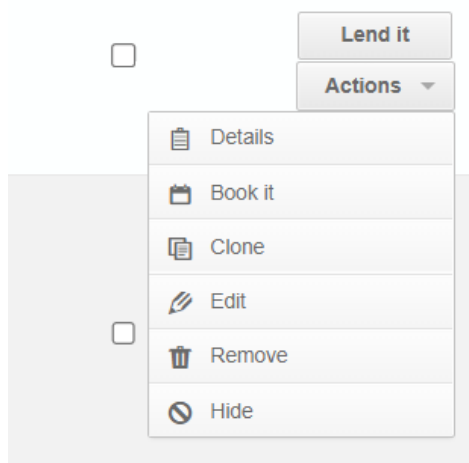 Lend it
Actions
Details
Book it
Clone
Edit
Remove
Hide